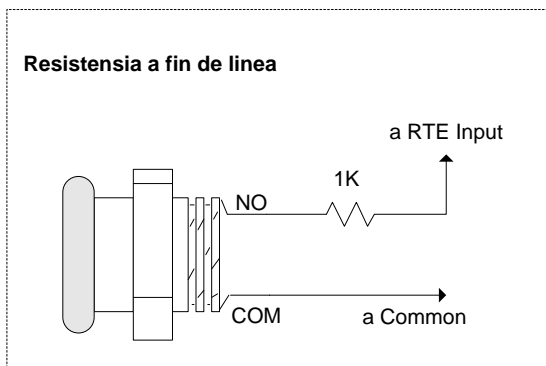 Resistensia a fin de linea
a RTE Input
1K
NO
COM
a Common